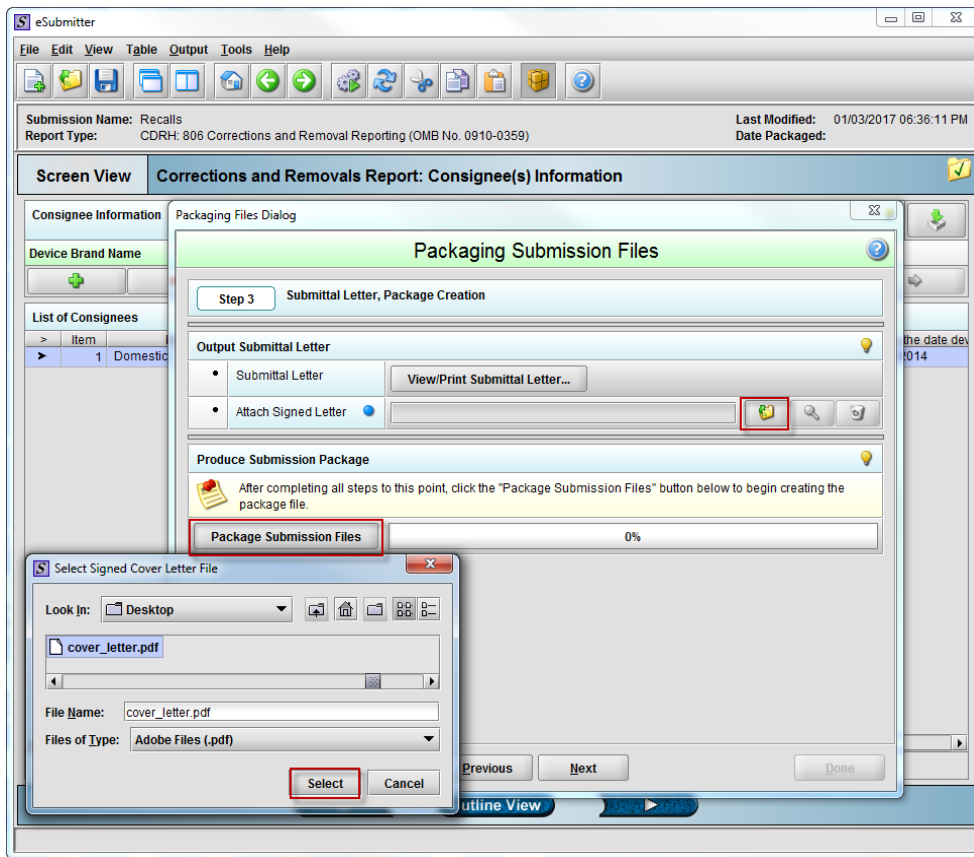 eSubmitter
File Edit View Table Output Tools Help
Submission Name: Recalls
Last Modified: 01/03/2017 06:36:11 PM
Report Type: CDRH: 806 Corrections and Removal Reporting (OMB No. 0910-0359)
Date Packaged:
Screen View Corrections and Removals Report: Consignee(s) Information
Consignee Information
Packaging Files Dialog
Device Brand Name
Packaging Submission Files
Step 3 Submittal Letter, Package Creation
List of Consignees
> Item
the date dev
1 Domestic
2014
Output Submittal Letter
• Submittal Letter View/Print Submittal Letter...
• Attach Signed Letter
Produce Submission Package
After completing all steps to this point, click the "Package Submission Files" button below to begin creating the
package file.
Package Submission Files 0%
Select Signed Cover Letter File
Look In: Desktop
cover_letter.pdf
File Name: cover_letter.pdf
Files of Type: Adobe Files (.pdf)
Select Cancel
Previous Next Done
utline View